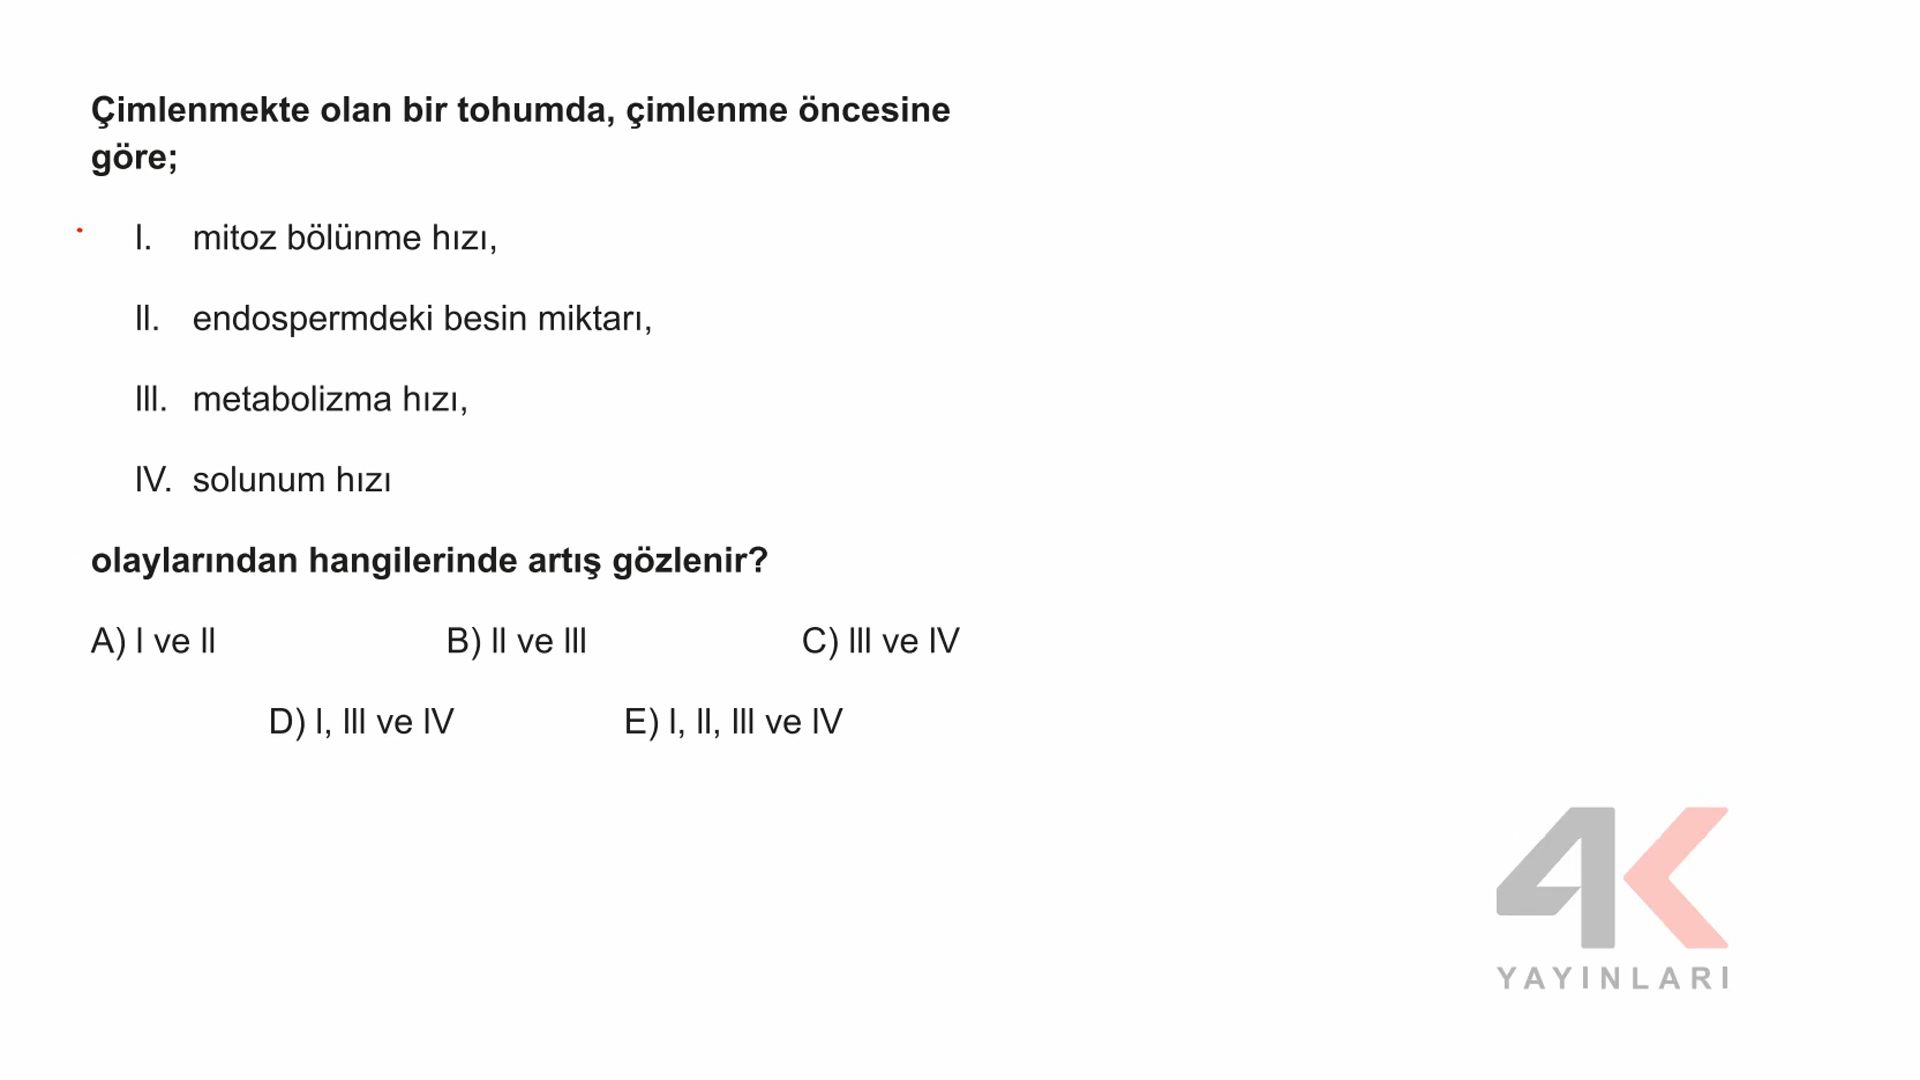 Çimlenmekte olan bir tohumda, çimlenme öncesine
göre;
I. mitoz bölünme hızı,
II. endospermdeki besin miktarı,
III. metabolizma hızı,
IV. solunum hızı
olaylarından hangilerinde artış gözlenir?
A) I ve II B) II ve III C) III ve IV
D) I, III ve IV E) I, II, III ve IV
4K
YAYINLARI